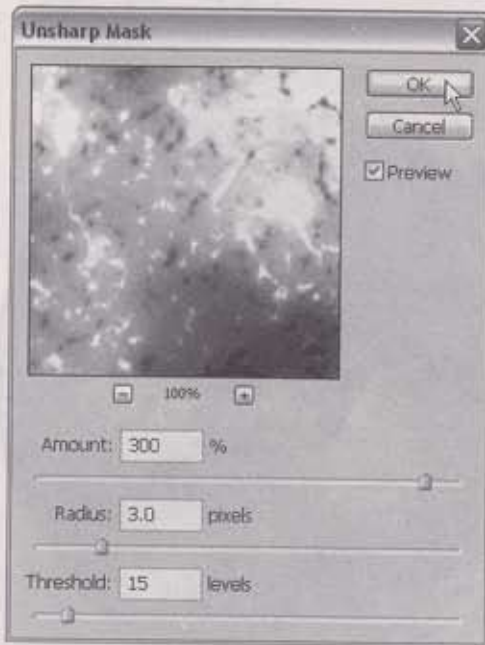 Unsharp Mask
OK
Cancel
Preview
100%
Amount: 300 %
Radius: 3.0 pixels
Threshold: 15 levels